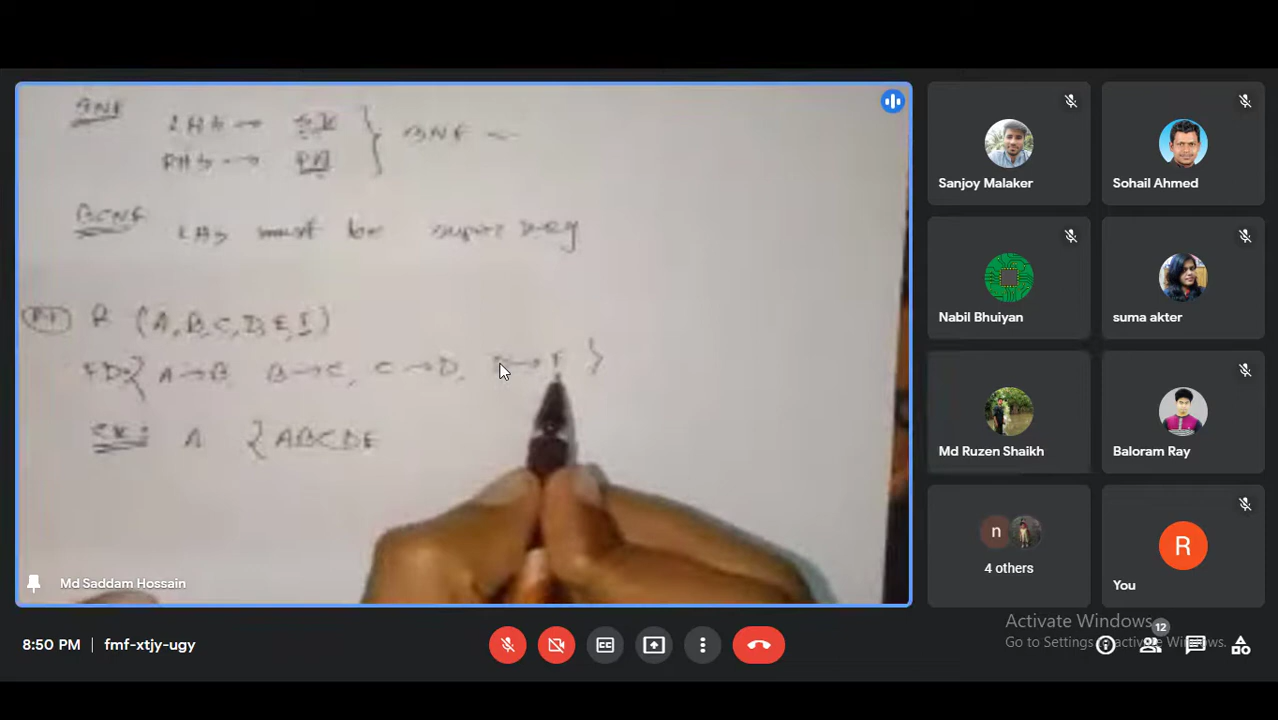 3NF
LHS → SK
RHS → PA
} 3NF
BCNF LHS must be super key
R (A, B, C, D, E,
FD: { A → B, B → C, C → D, → }
CK: A { ABCDE
Md Saddam Hossain
Sanjoy Malaker
Sohail Ahmed
Nabil Bhuiyan
suma akter
Md Ruzen Shaikh
Baloram Ray
n
4 others
R
You
8:50 PM | fmf-xtjy-ugy
CC
12
Activate Windows
Go to Settings to activate Windows.